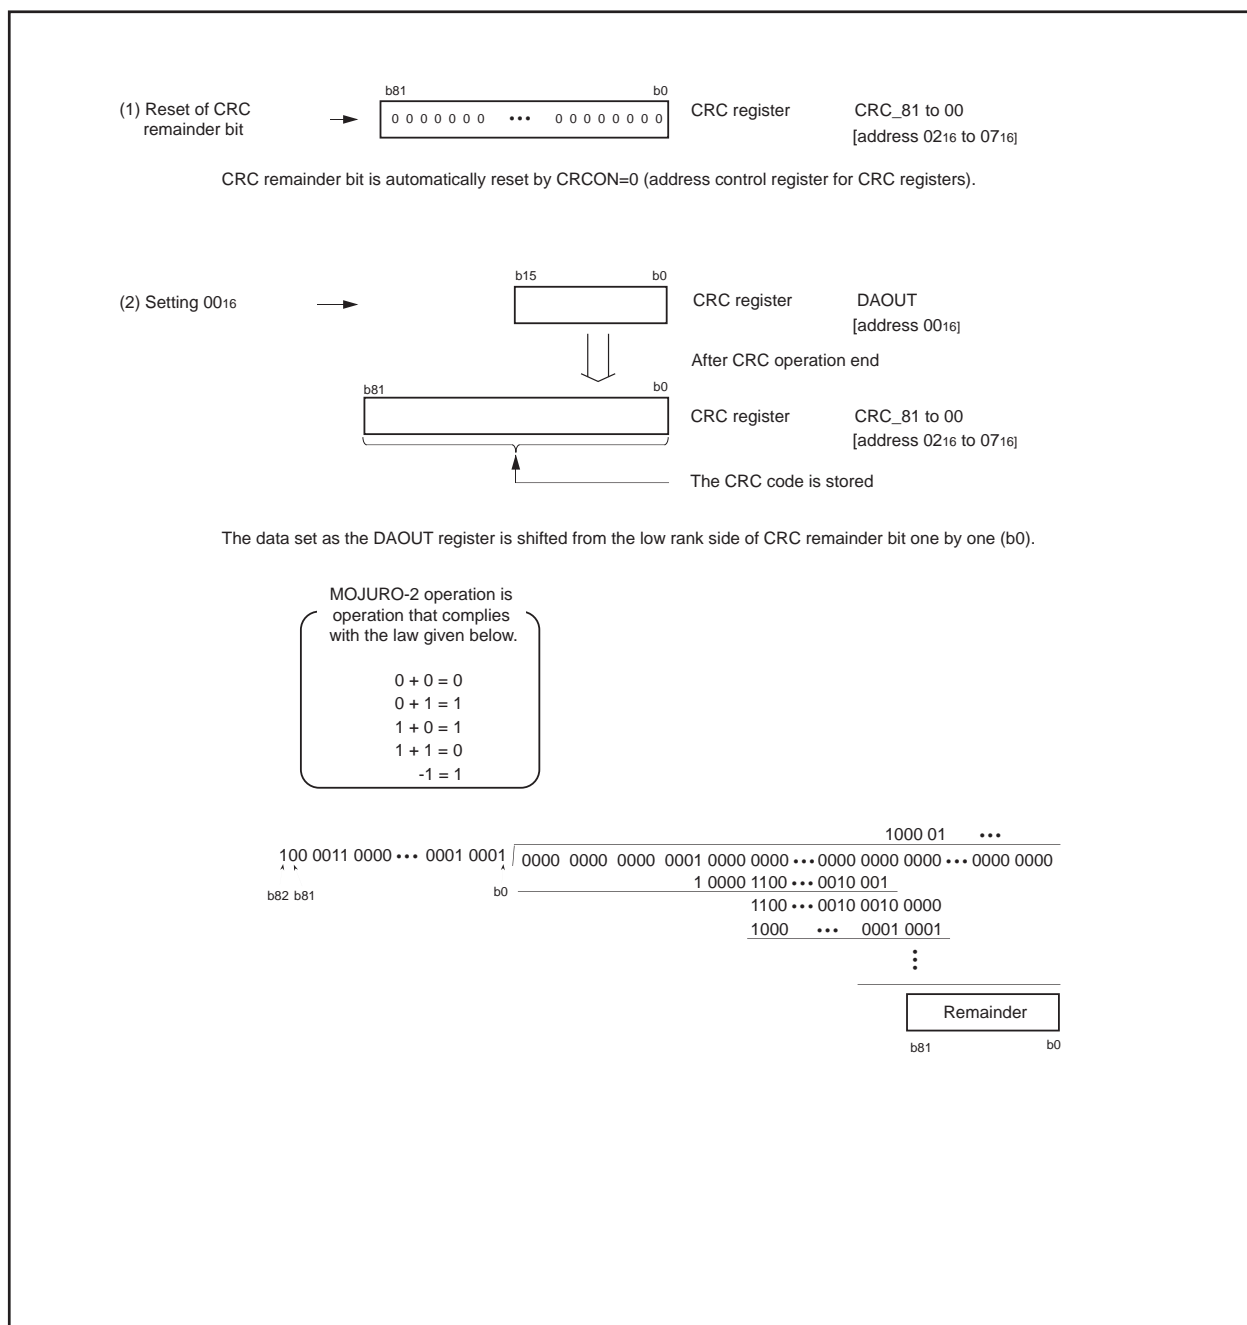 b81 b0
(1) Reset of CRC
remainder bit
0 0 0 0 0 0 0 ••• 0 0 0 0 0 0 0 0
CRC register CRC_81 to 00
[address 0216 to 0716]
CRC remainder bit is automatically reset by CRCON=0 (address control register for CRC registers).
b15 b0
(2) Setting 0016 CRC register DAOUT
[address 0016]
After CRC operation end
b81 b0
CRC register CRC_81 to 00
[address 0216 to 0716]
The CRC code is stored
The data set as the DAOUT register is shifted from the low rank side of CRC remainder bit one by one (b0).
MOJURO-2 operation is
operation that complies
with the law given below.
0 + 0 = 0
0 + 1 = 1
1 + 0 = 1
1 + 1 = 0
-1 = 1
1000 01 •••
100 0011 0000 ••• 0001 0001 0000 0000 0000 0001 0000 0000 ••• 0000 0000 0000 ••• 0000 0000
b82 b81 b0
1 0000 1100 ••• 0010 001
1100 ••• 0010 0010 0000
1000 ••• 0001 0001
Remainder
b81 b0